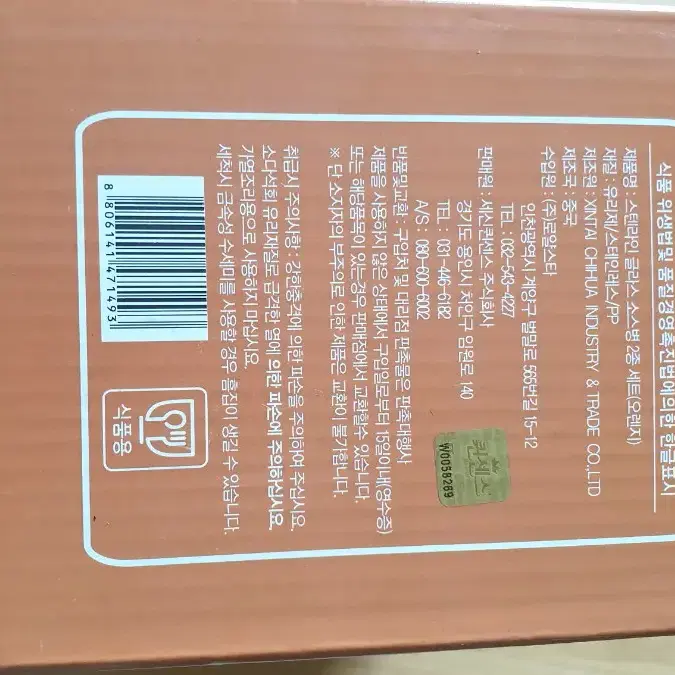 식품 위생법및 품질경영촉진법에의한 한글표시
제품명 : 스텐라인 글라스 소스병 2종 세트(오렌지)
재질 : 유리제/스테인레스/PP
제조원 : XINTAI CHIHUA INDUSTRY & TRADE CO.,LTD
제조국 : 중국
수입원 : (주)로얄스타
인천광역시 계양구 벌말로 565번길 15-12
TEL : 032-543-4227
판매원 : 세신퀸센스 주식회사
경기도 용인시 처인구 임원로 140
TEL : 031-446-6182
A/S : 080-600-6002
반품및교환 : 구입처 및 대리점 판촉물은 판촉대행사
제품을 사용하지 않은 상태에서 구입일로부터 15일이내(영수증)
또는 해당품목이 있는경우 판매점에서 교환할수 있습니다.
※ 단 소지자의 부주의로 인한 제품은 교환이 불가합니다.
취급시 주의사항 : 강한충격에 의한 파손을 주의하여 주십시요.
소다석회 유리재질로 급격한 열에 의한 파손에 주의하십시요.
가열조리용으로 사용하지 마십시요.
세척시 금속성 수세미를 사용할 경우 흠집이 생길 수 있습니다.
퀸센스
W0058289
8 806141 471493
식품용